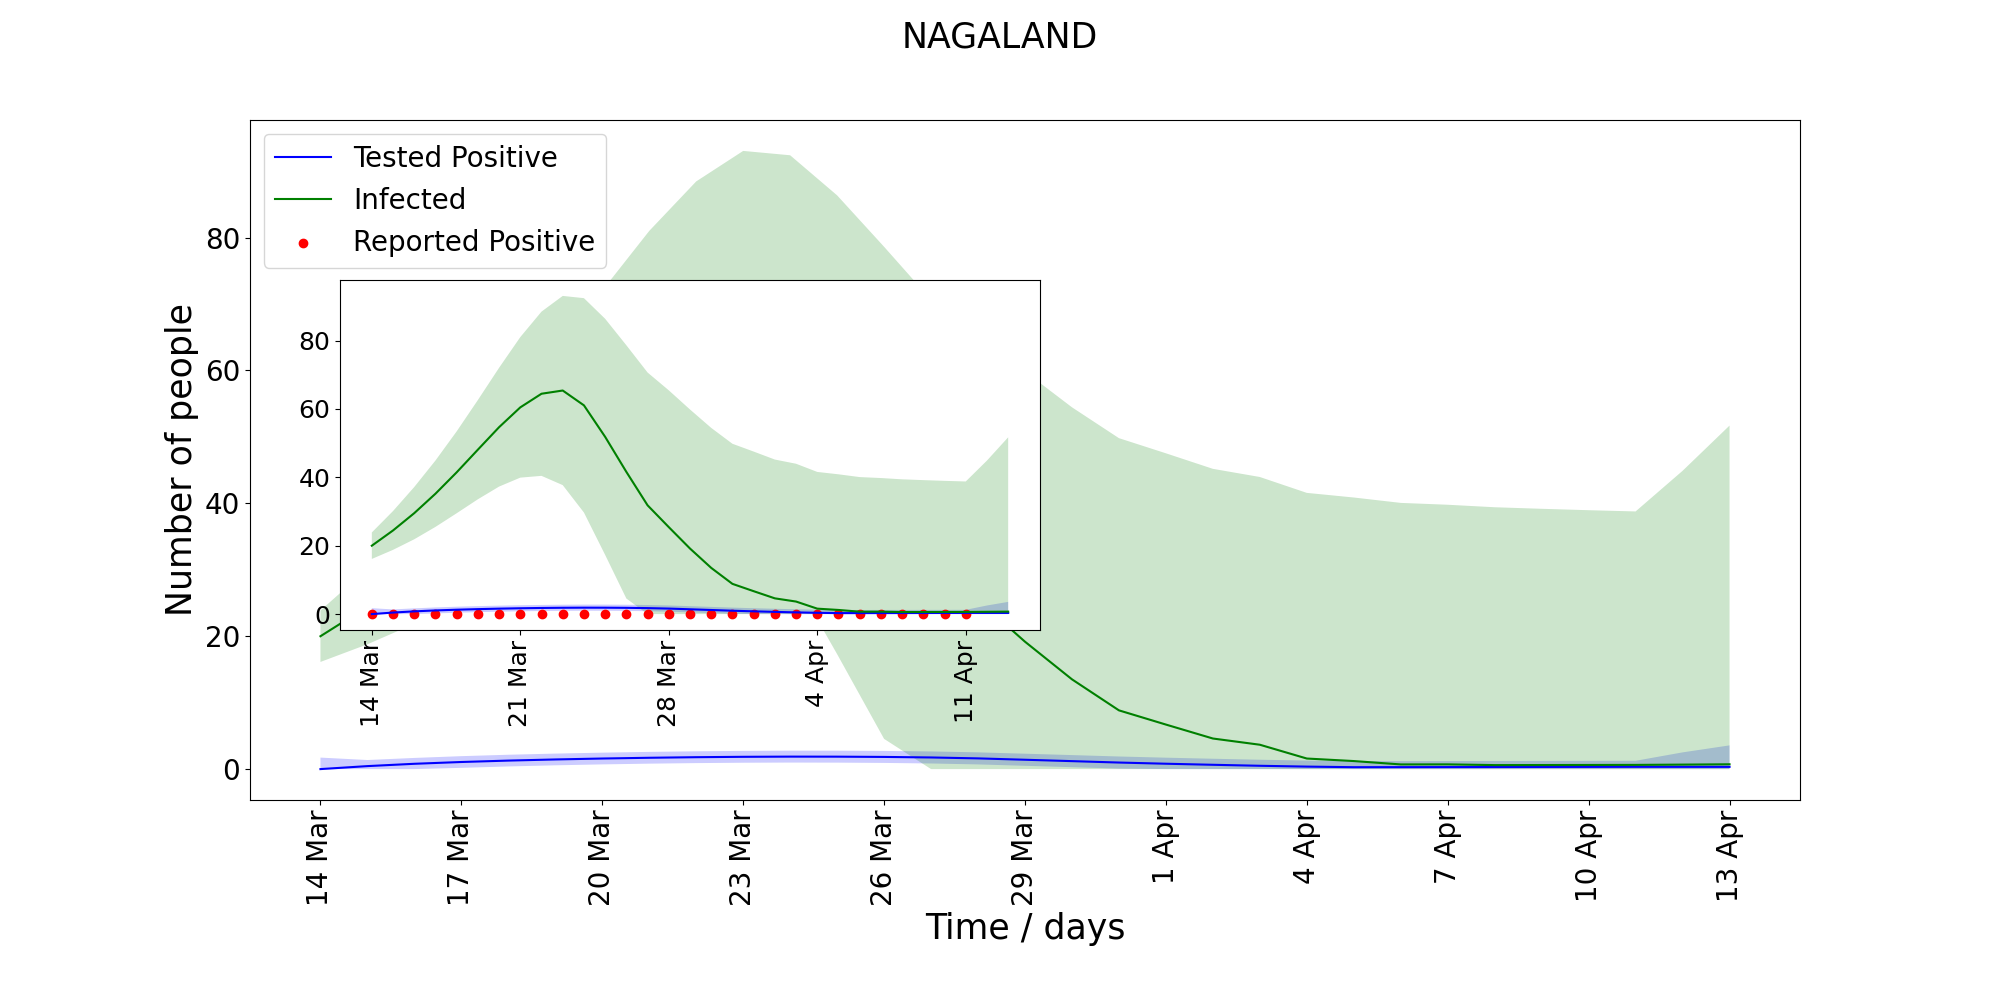 NAGALAND
Tested Positive
Infected
Reported Positive
Number of people
80
60
40
20
0
80
60
40
20
0
14 Mar
21 Mar
28 Mar
4 Apr
11 Apr
14 Mar
17 Mar
20 Mar
23 Mar
26 Mar
29 Mar
1 Apr
4 Apr
7 Apr
10 Apr
13 Apr
Time / days